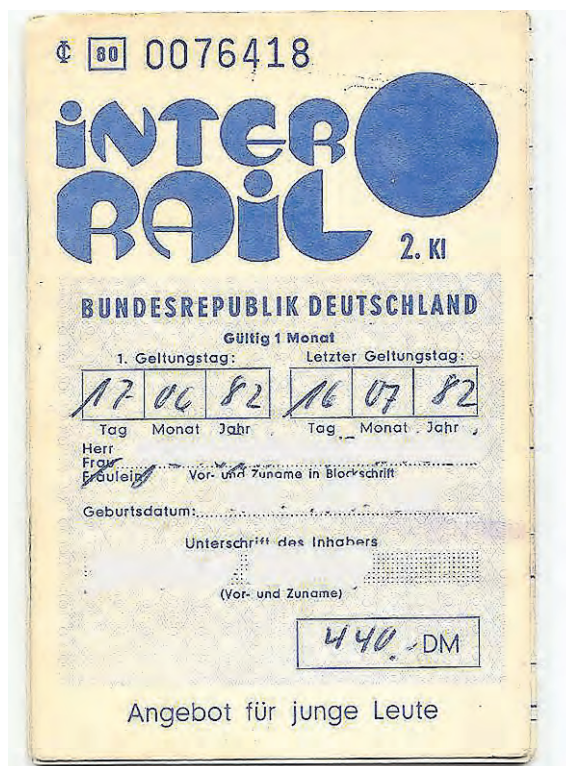 ₵ 80 0076418
iNTER
RAiL
2. Kl
BUNDESREPUBLIK DEUTSCHLAND
Gültig 1 Monat
1. Geltungstag: Letzter Geltungstag:
17 06 82 16 07 82
Tag Monat Jahr Tag Monat Jahr
Herr
Frau
Fräulein Vor- und Zuname in Blockschrift
Geburtsdatum:
Unterschrift des Inhabers
(Vor- und Zuname)
440.- DM
Angebot für junge Leute